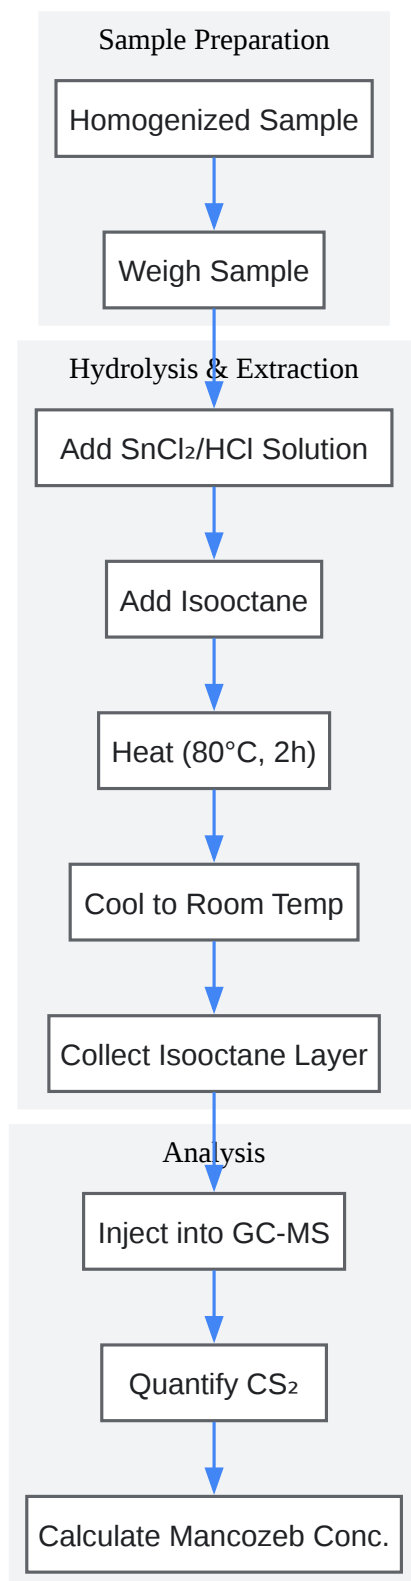 Sample Preparation
Homogenized Sample
Weigh Sample
Hydrolysis & Extraction
Add SnCl₂/HCl Solution
Add Isooctane
Heat (80°C, 2h)
Cool to Room Temp
Collect Isooctane Layer
Analysis
Inject into GC-MS
Quantify CS₂
Calculate Mancozeb Conc.